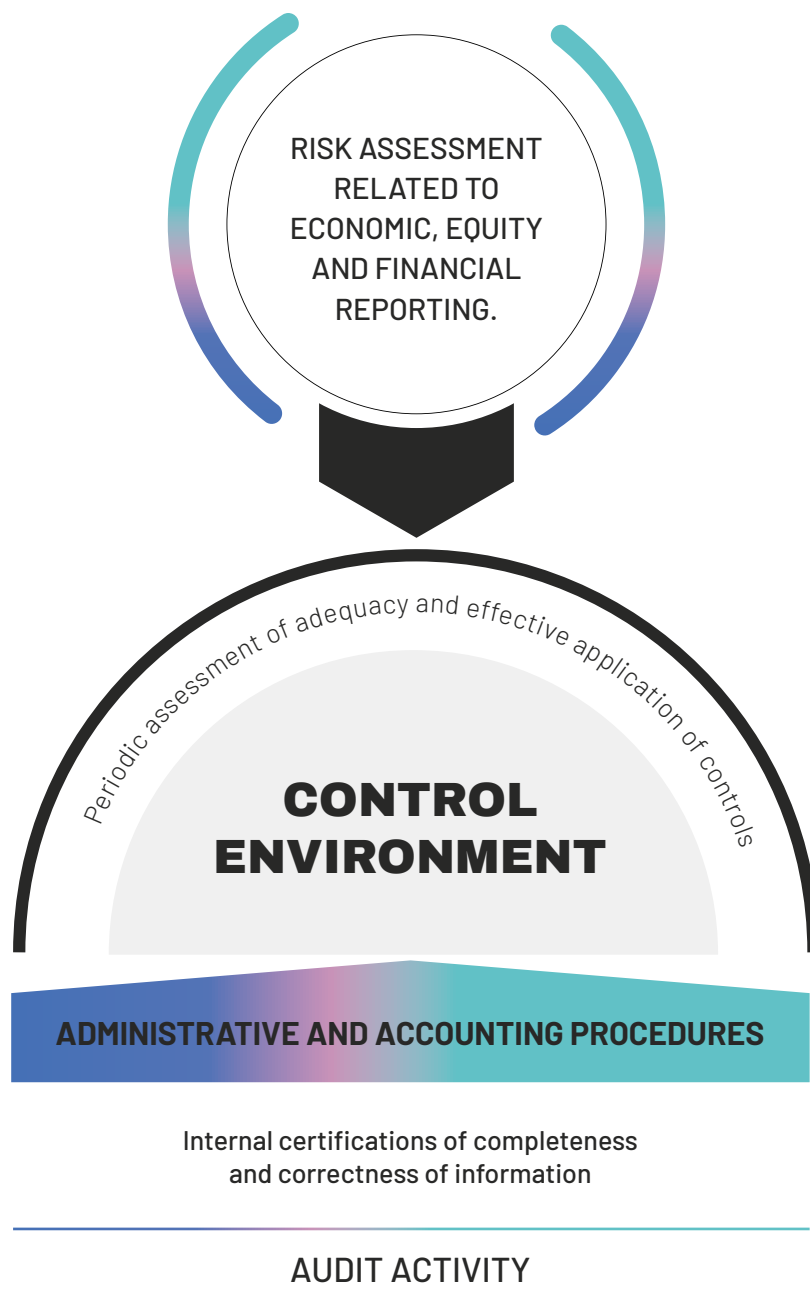 RISK ASSESSMENT
RELATED TO
ECONOMIC, EQUITY
AND FINANCIAL
REPORTING.
Periodic assessment of adequacy and effective application of controls
CONTROL
ENVIRONMENT
ADMINISTRATIVE AND ACCOUNTING PROCEDURES
Internal certifications of completeness
and correctness of information
AUDIT ACTIVITY